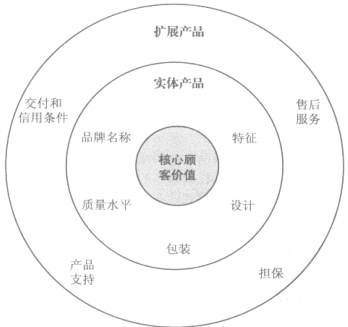 扩展产品
实体产品
交付和
信用条件
售后
服务
品牌名称
特征
核心顾
客价值
质量水平
设计
包装
产品
支持
担保